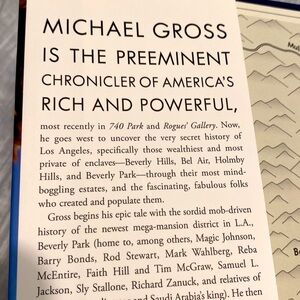 MICHAEL GROSS
IS THE PREEMINENT
CHRONICLER OF AMERICA'S
RICH AND POWERFUL,
most recently in 740 Park and Rogues' Gallery. Now,
he goes west to uncover the very secret history of
Los Angeles, specifically those wealthiest and most
private of enclaves—Beverly Hills, Bel Air, Holmby
Hills, and Beverly Park—through their most mind-
boggling estates, and the fascinating, fabulous folks
who created and populate them.
Gross begins his epic tale with the sordid mob-driven
history of the newest mega-mansion district in L.A.,
Beverly Park (home to, among others, Magic Johnson,
Barry Bonds, Rod Stewart, Mark Wahlberg, Reba
McEntire, Faith Hill and Tim McGraw, Samuel L.
Jackson, Sly Stallone, Richard Zanuck, and relatives of
and Saudi Arabia's king). He then